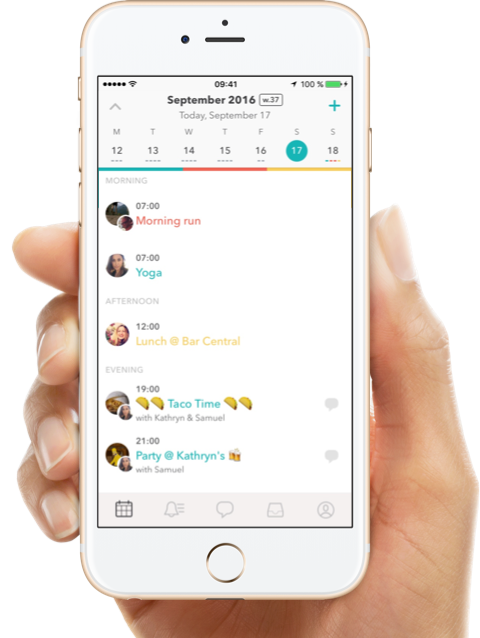 09:41
100 %
September 2016 w.37
Today, September 17
M T W T F S S
12 13 14 15 16 17 18
MORNING
07:00
Morning run
07:00
Yoga
AFTERNOON
12:00
Lunch @ Bar Central
EVENING
19:00
🌮🌮 Taco Time 🌮🌮
with Kathryn & Samuel
21:00
Party @ Kathryn's 🍻
with Samuel